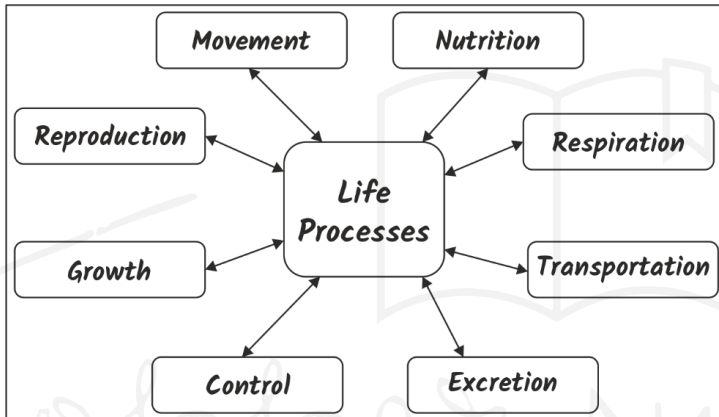 Movement
Nutrition
Reproduction
Respiration
Life
Processes
Growth
Transportation
Control
Excretion